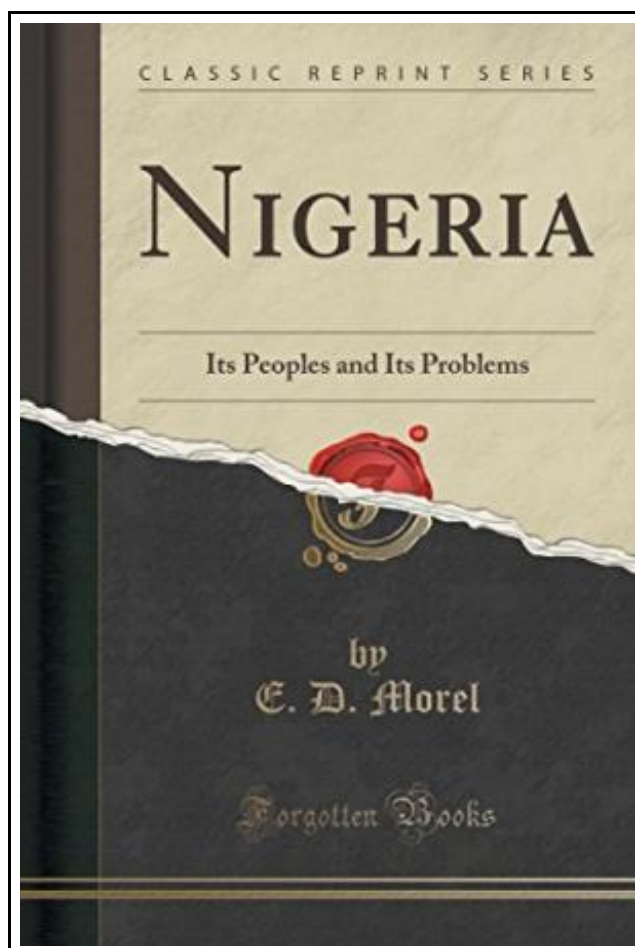 CLASSIC REPRINT SERIES
NIGERIA
Its Peoples and Its Problems
by
E. D. Morel
Forgotten Books